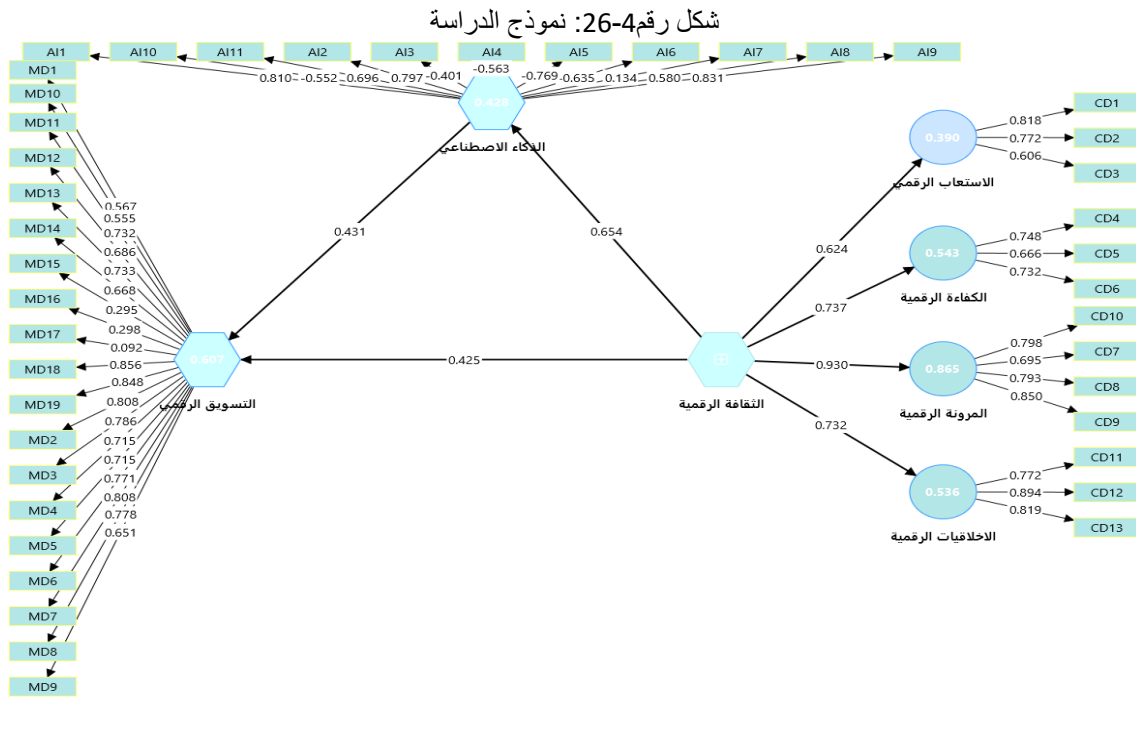 شكل رقم4-26: نموذج الدراسة
AI1 AI10 AI11 AI2 AI3 AI4 AI5 AI6 AI7 AI8 AI9
0.810 -0.552 0.696 0.797 -0.401 -0.563 -0.769 -0.635 0.134 0.580 0.831
0.428
الذكاء الاصطناعي
MD1
MD10
MD11
MD12
MD13
MD14
MD15
MD16
MD17
MD18
MD19
MD2
MD3
MD4
MD5
MD6
MD7
MD8
MD9
0.567
0.555
0.732
0.686
0.733
0.668
0.295
0.298
0.092
0.856
0.848
0.808
0.786
0.715
0.715
0.771
0.808
0.778
0.651
0.607
التسويق الرقمي
0.431
0.654
0.425
الثقافة الرقمية
0.624
0.737
0.930
0.732
0.390
الاستعاب الرقمي
0.818
0.772
0.606
CD1
CD2
CD3
0.543
الكفاءة الرقمية
0.748
0.666
0.732
CD4
CD5
CD6
0.865
المرونة الرقمية
0.798
0.695
0.793
0.850
CD10
CD7
CD8
CD9
0.536
الاخلاقيات الرقمية
0.772
0.894
0.819
CD11
CD12
CD13